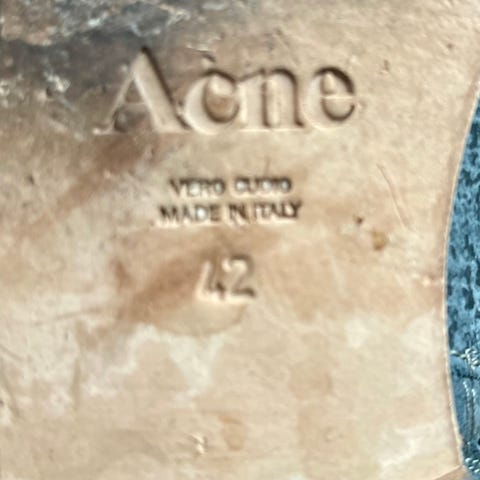 Acne
VERO CUOIO
MADE IN ITALY
42